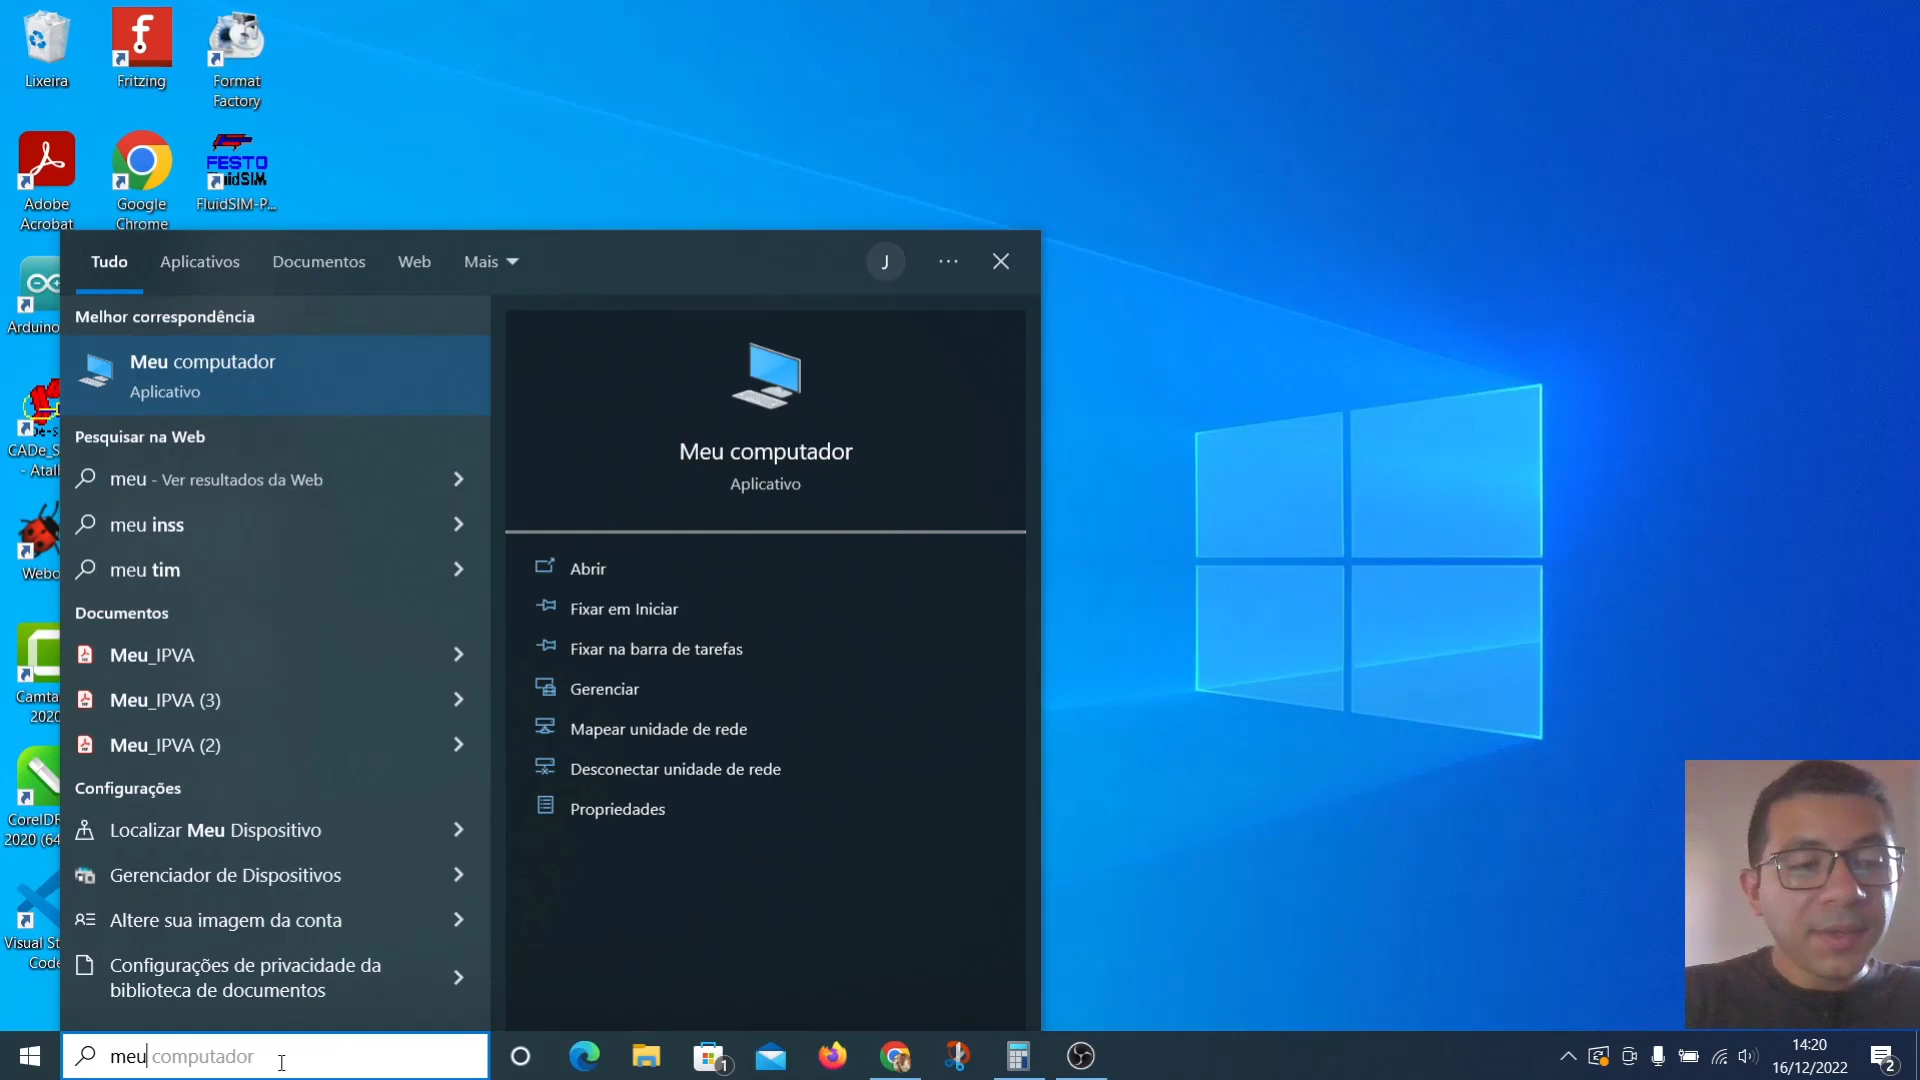 Lixeira
Fritzing
Format
Factory
FESTO
FluidSIM-P...
Adobe
Acrobat
Google
Chrome
Arduino
CADe_S
- Atalh
Webo
Camta
2020
CorelDR
2020 (64
Visual St
Code
Tudo
Aplicativos
Documentos
Web
Mais
J
Melhor correspondência
Meu computador
Aplicativo
Pesquisar na Web
meu - Ver resultados da Web
meu inss
meu tim
Documentos
Meu_IPVA
Meu_IPVA (3)
Meu_IPVA (2)
Configurações
Localizar Meu Dispositivo
Gerenciador de Dispositivos
Altere sua imagem da conta
Configurações de privacidade da
biblioteca de documentos
Meu computador
Aplicativo
Abrir
Fixar em Iniciar
Fixar na barra de tarefas
Gerenciar
Mapear unidade de rede
Desconectar unidade de rede
Propriedades
meu computador
1
14:20
16/12/2022
2